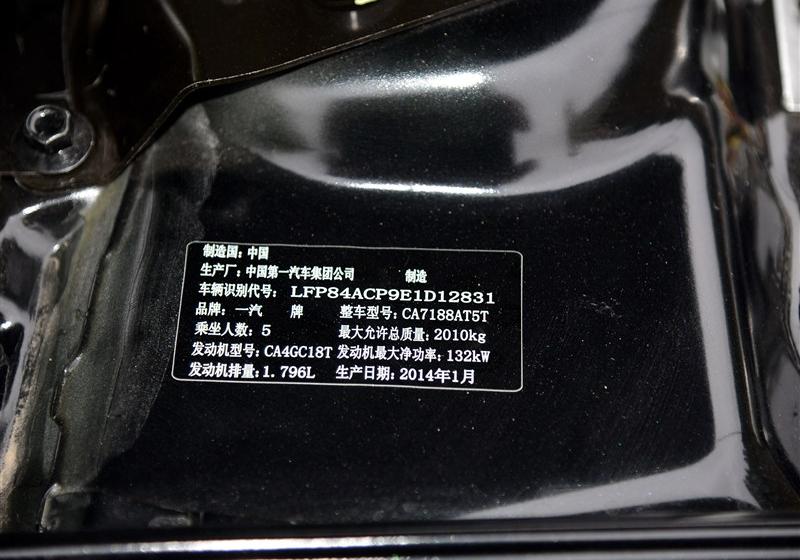 制造国：中国
生产厂：中国第一汽车集团公司 制造
车辆识别代号： LFP84ACP9E1D12831
品牌：一汽 牌 整车型号：CA7188AT5T
乘坐人数：5 最大允许总质量：2010kg
发动机型号：CA4GC18T 发动机最大净功率：132kW
发动机排量：1.796L 生产日期：2014年1月